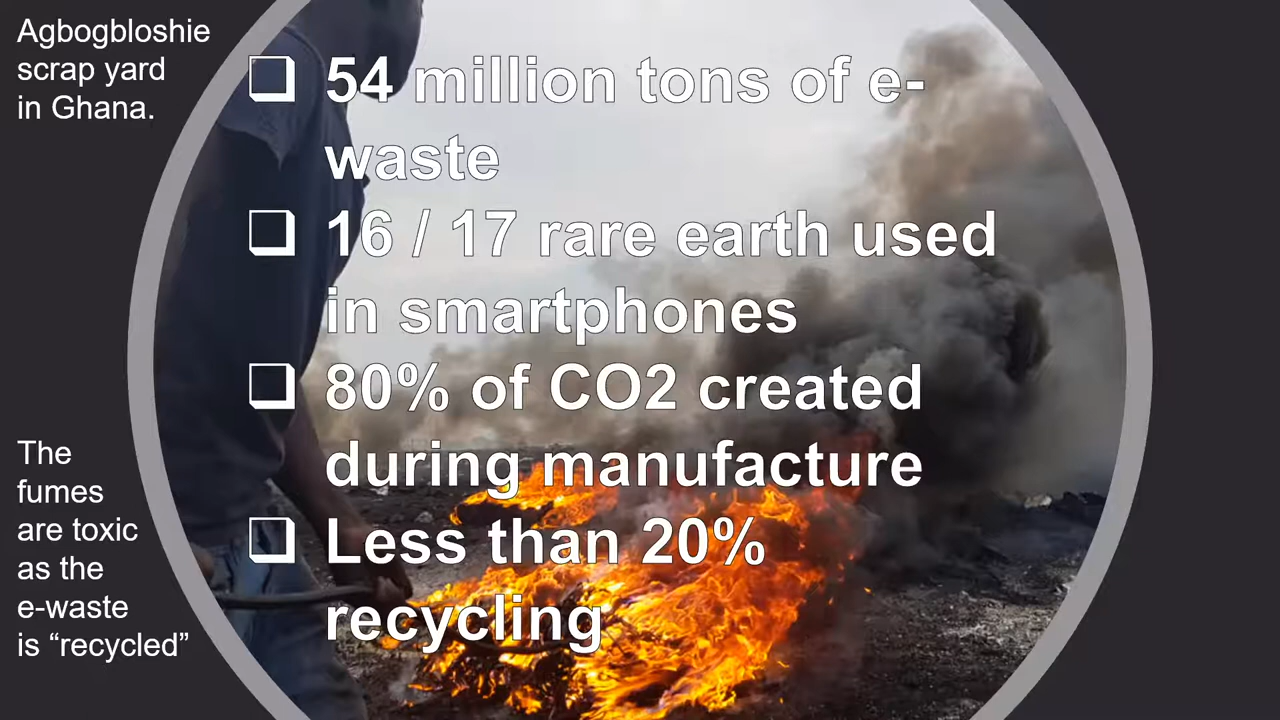 Agbogbloshie
scrap yard
in Ghana.
❑ 54 million tons of e-
waste
❑ 16 / 17 rare earth used
in smartphones
❑ 80% of CO2 created
during manufacture
❑ Less than 20%
recycling
The
fumes
are toxic
as the
e-waste
is “recycled”